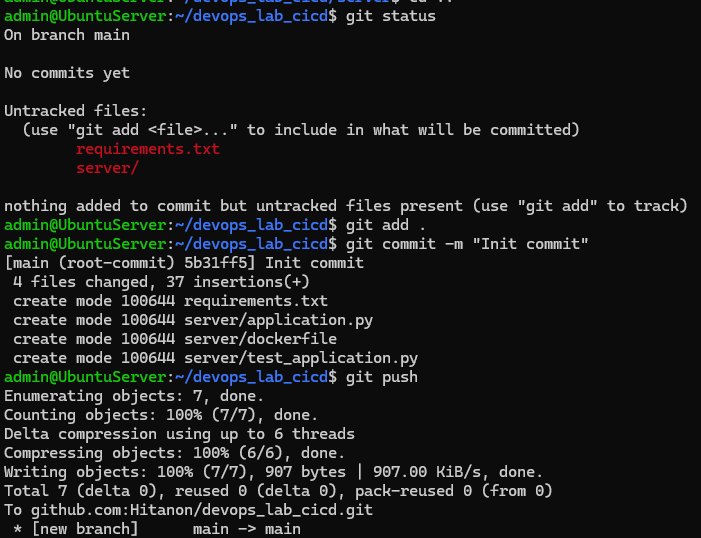 admin@UbuntuServer:~/devops_lab_cicd/server$ cd ..
admin@UbuntuServer:~/devops_lab_cicd$ git status
On branch main
No commits yet
Untracked files:
  (use "git add <file>..." to include in what will be committed)
        requirements.txt
        server/
nothing added to commit but untracked files present (use "git add" to track)
admin@UbuntuServer:~/devops_lab_cicd$ git add .
admin@UbuntuServer:~/devops_lab_cicd$ git commit -m "Init commit"
[main (root-commit) 5b31ff5] Init commit
 4 files changed, 37 insertions(+)
 create mode 100644 requirements.txt
 create mode 100644 server/application.py
 create mode 100644 server/dockerfile
 create mode 100644 server/test_application.py
admin@UbuntuServer:~/devops_lab_cicd$ git push
Enumerating objects: 7, done.
Counting objects: 100% (7/7), done.
Delta compression using up to 6 threads
Compressing objects: 100% (6/6), done.
Writing objects: 100% (7/7), 907 bytes | 907.00 KiB/s, done.
Total 7 (delta 0), reused 0 (delta 0), pack-reused 0 (from 0)
To github.com:Hitanon/devops_lab_cicd.git
 * [new branch]      main -> main